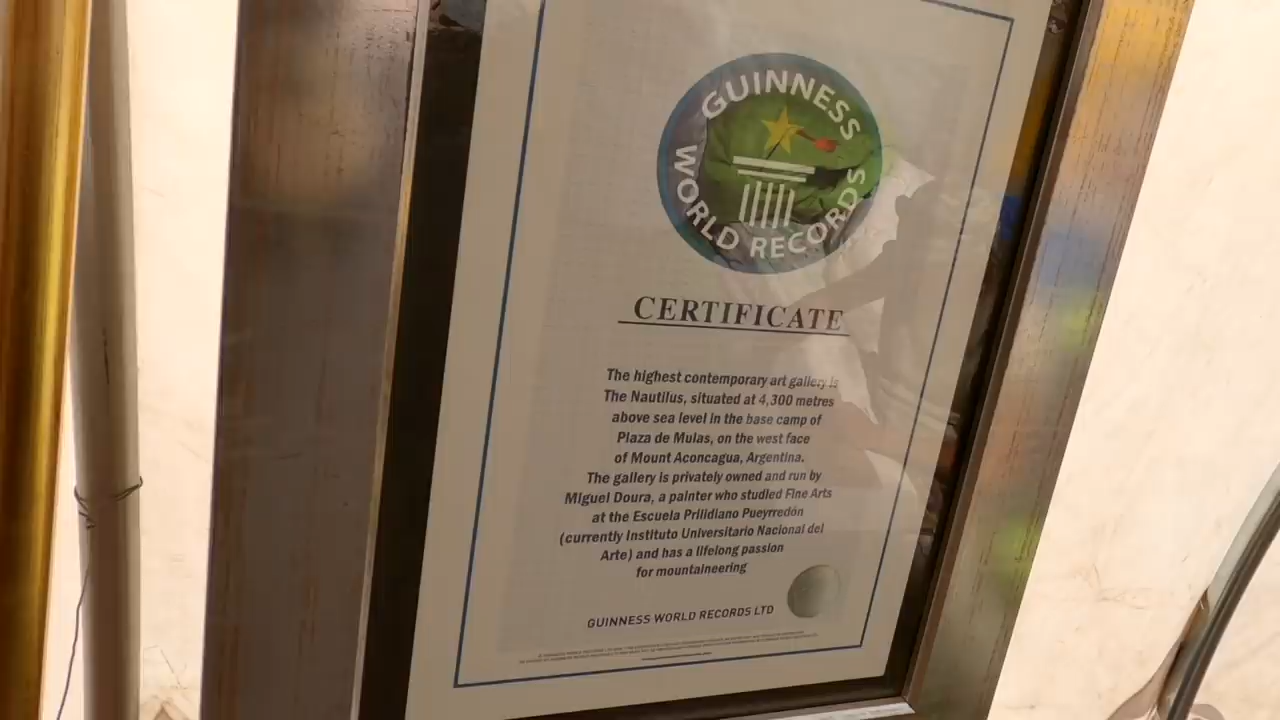 GUINNESS
WORLD RECORDS
CERTIFICATE
The highest contemporary art gallery is
The Nautilus, situated at 4,300 metres
above sea level in the base camp of
Plaza de Mulas, on the west face
of Mount Aconcagua, Argentina.
The gallery is privately owned and run by
Miguel Doura, a painter who studied Fine Arts
at the Escuela Prilidiano Pueyrredón
(currently Instituto Universitario Nacional del
Arte) and has a lifelong passion
for mountaineering
GUINNESS WORLD RECORDS LTD